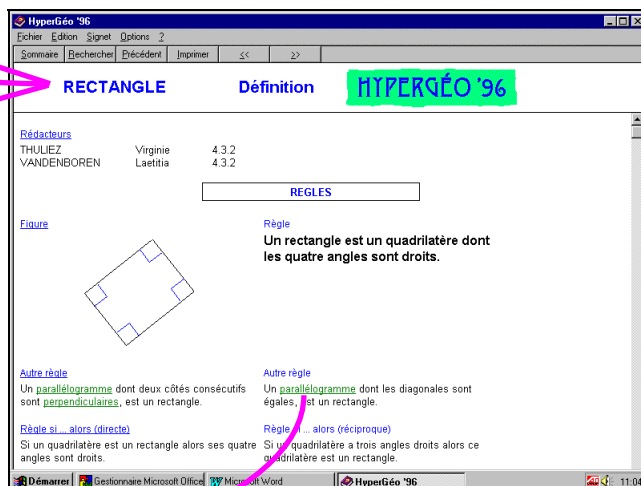 HyperGéo '96
Fichier Edition Signet Options ?
Sommaire Rechercher Précédent Imprimer << >>
RECTANGLE Définition HYPERGÉO '96
Rédacteurs
THULIEZ Virginie 4.3.2
VANDENBOREN Laetitia 4.3.2
REGLES
Figure
Règle
Un rectangle est un quadrilatère dont
les quatre angles sont droits.
Autre règle
Un parallélogramme dont deux côtés consécutifs
sont perpendiculaires, est un rectangle.
Autre règle
Un parallélogramme dont les diagonales sont
égales, est un rectangle.
Règle si ... alors (directe)
Si un quadrilatère est un rectangle alors ses quatre
angles sont droits.
Règle si ... alors (réciproque)
Si un quadrilatère a trois angles droits alors ce
quadrilatère est un rectangle.
Démarrer Gestionnaire Microsoft Office Microsoft Word HyperGéo '96